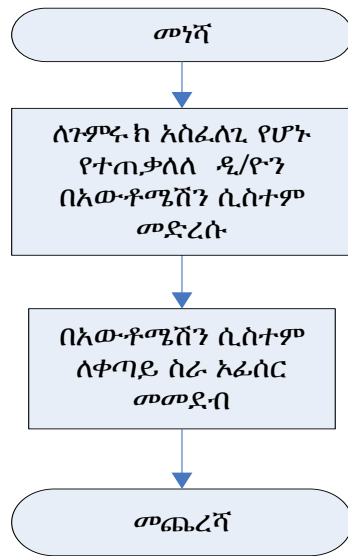 መነሻ
ለጉምሩክ አስፈለጊ የሆኑ
የተጠቃለለ ዲ/ዮን
በአውቶሜሽን ሲስተም
መድረሱ
በአውቶሜሽን ሲስተም
ለቀጣይ ስራ ኦፊሰር
መመደብ
መጨረሻ